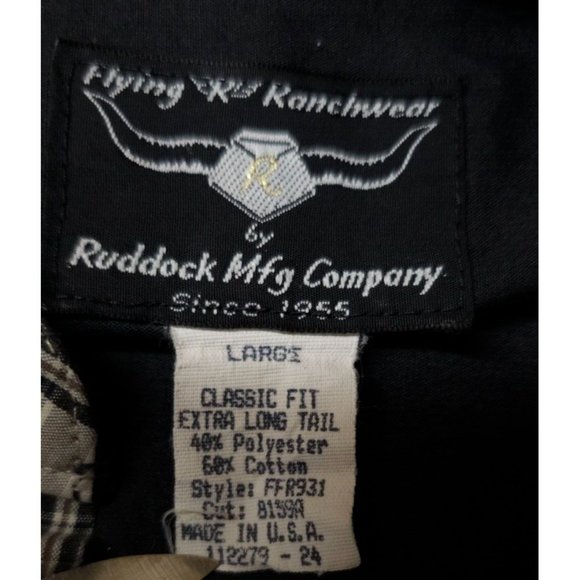 Flying R Ranchwear
R
by
Ruddock Mfg Company
Since 1955
LARGE
CLASSIC FIT
EXTRA LONG TAIL
40% Polyester
60% Cotton
Style: FFR931
Cut: 8159A
MADE IN U.S.A.
112279 - 24